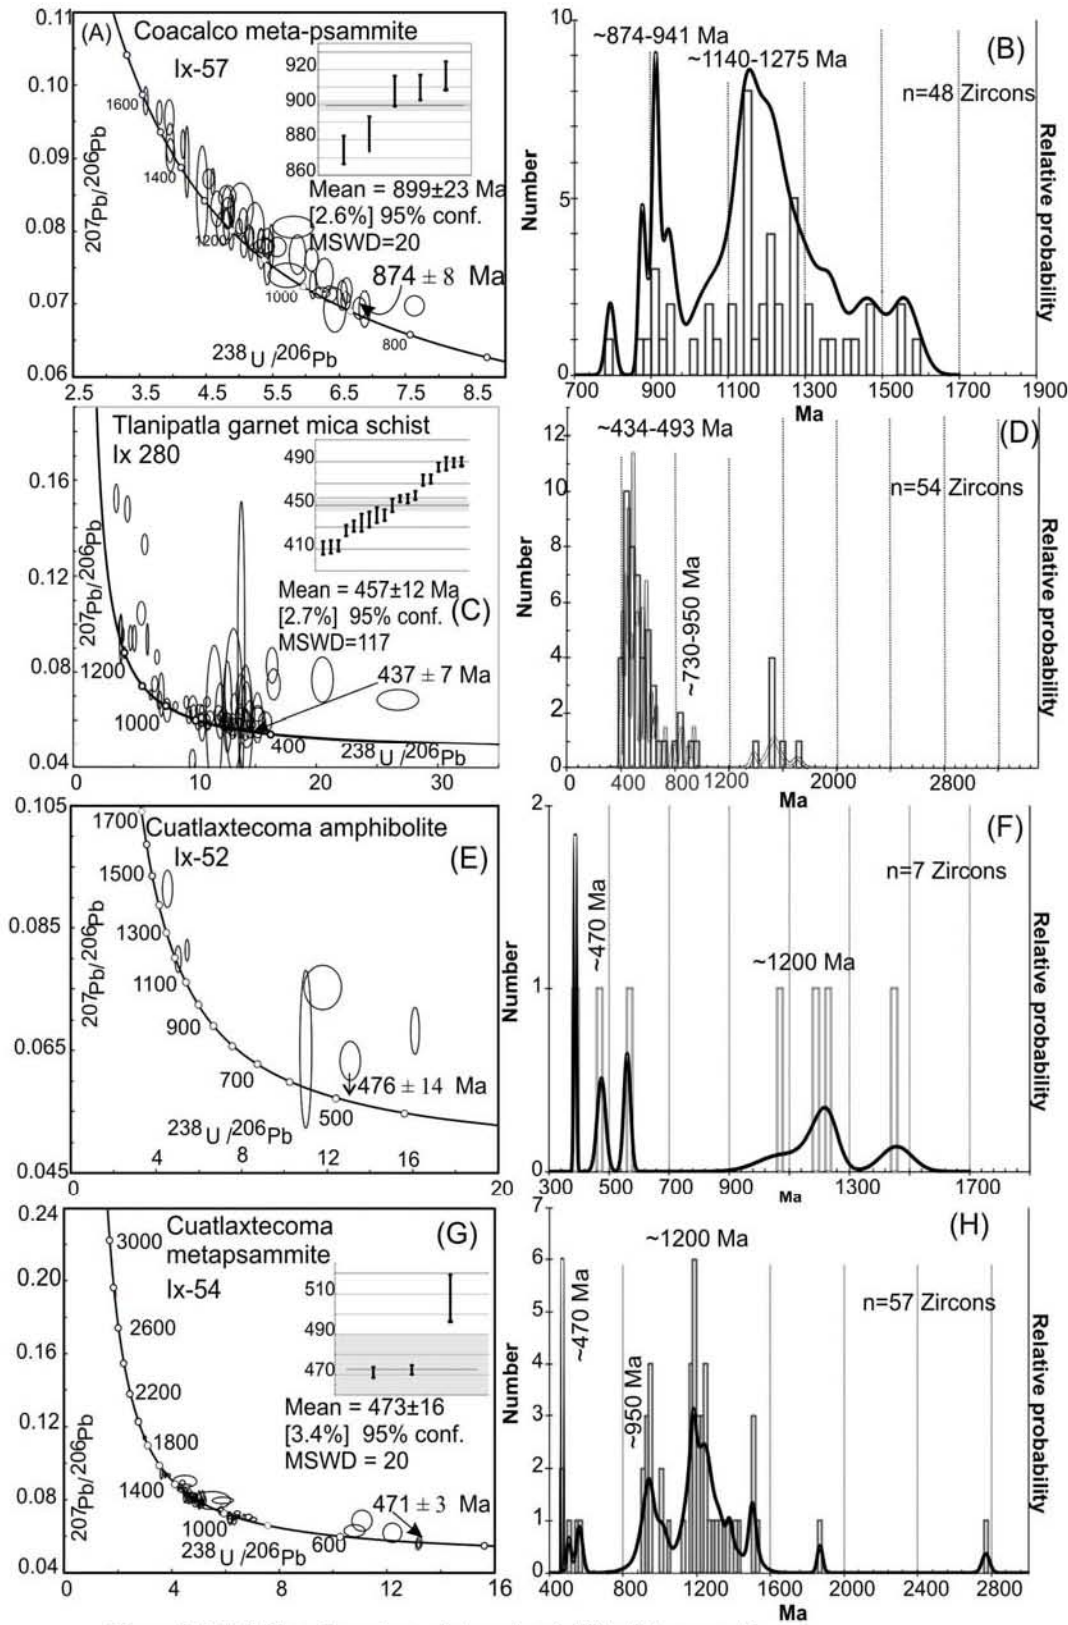 (A) Coacalco meta-psammite
Ix-57
0.11
0.10
0.09
0.08
0.07
0.06
207Pb/206Pb
1600
1400
1200
1000
800
920
900
880
860
Mean = 899±23 Ma
[2.6%] 95% conf.
MSWD=20
874 ± 8 Ma
238 U /206Pb
2.5 3.5 4.5 5.5 6.5 7.5 8.5
(B)
~874-941 Ma
~1140-1275 Ma
n=48 Zircons
10
5
0
Number
Relative probability
700 900 1100 1300 1500 1700 1900
Ma
Tlanipatla garnet mica schist
Ix 280
0.16
0.12
0.08
0.04
207Pb/206Pb
1200
1000
400
490
450
410
Mean = 457±12 Ma
[2.7%] 95% conf.
MSWD=117
(C)
437 ± 7 Ma
238 U /206Pb
0 10 20 30
(D)
~434-493 Ma
n=54 Zircons
~730-950 Ma
12
10
8
6
4
2
0
Number
Relative probability
0 400 800 1200 2000 2800
Ma
Cuatlaxtecoma amphibolite
Ix-52
(E)
0.105
0.085
0.065
0.045
207Pb/206Pb
1700
1500
1300
1100
900
700
500
476 ± 14 Ma
238 U /206Pb
4 8 12 16
0 20
(F)
n=7 Zircons
~470 Ma
~1200 Ma
2
1
0
Number
Relative probability
300 500 700 900 1300 1700
Ma
Cuatlaxtecoma
metapsammite
Ix-54
(G)
0.24
0.20
0.16
0.12
0.08
0.04
207Pb/206Pb
3000
2600
2200
1800
1400
1000
600
510
490
470
Mean = 473±16
[3.4%] 95% conf.
MSWD = 20
471 ± 3 Ma
238 U /206Pb
0 4 8 12 16
(H)
~1200 Ma
~470 Ma
~950 Ma
n=57 Zircons
7
6
5
4
3
2
1
0
Number
Relative probability
400 800 1200 1600 2000 2400 2800
Ma